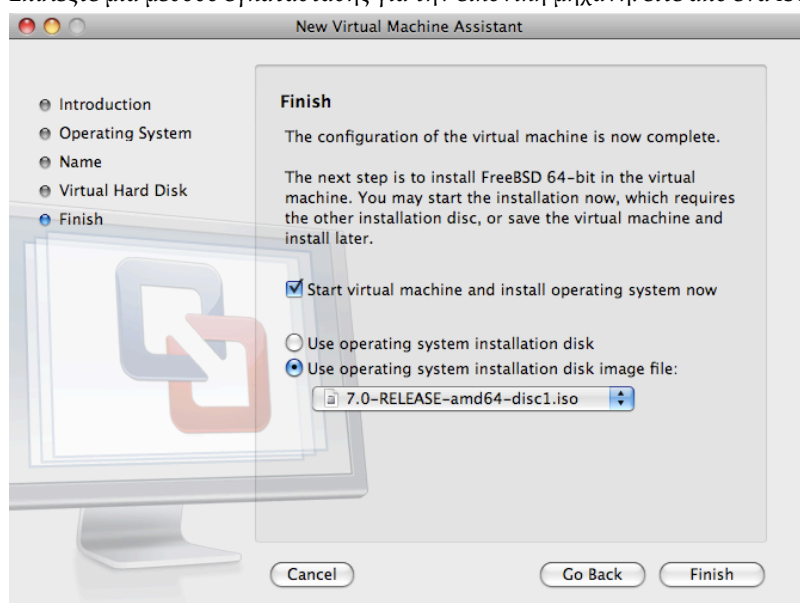 New Virtual Machine Assistant
Introduction
Operating System
Name
Virtual Hard Disk
Finish
Finish
The configuration of the virtual machine is now complete.
The next step is to install FreeBSD 64-bit in the virtual
machine. You may start the installation now, which requires
the other installation disc, or save the virtual machine and
install later.
Start virtual machine and install operating system now
Use operating system installation disk
Use operating system installation disk image file:
7.0-RELEASE-amd64-disc1.iso
Cancel
Go Back
Finish